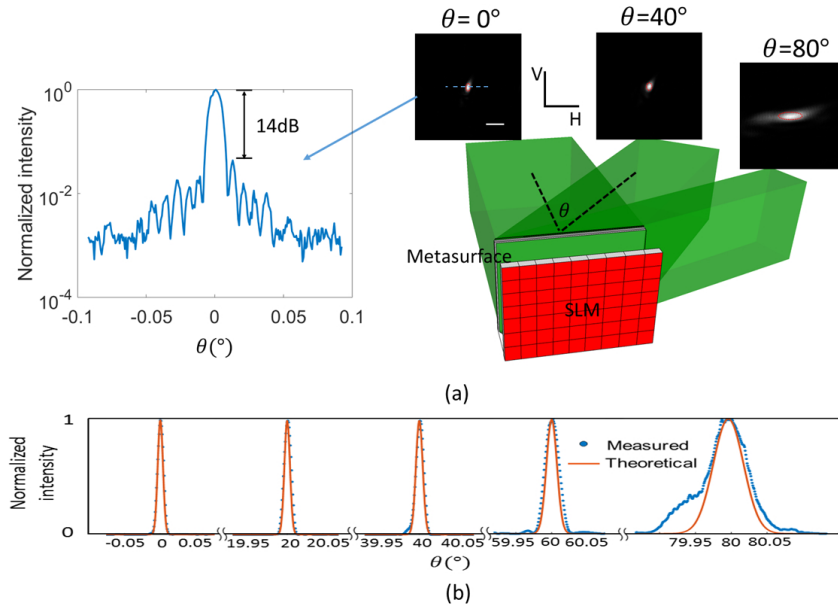 θ= 0°
θ=40°
θ=80°
V
H
10⁰
14dB
10⁻²
10⁻⁴
Normalized intensity
-0.1
-0.05
0
0.05
0.1
θ(°)
θ
Metasurface
SLM
(a)
1
0
Normalized
intensity
Measured
Theoretical
-0.05 0 0.05 19.95 20 20.05 39.95 40 40.05 59.95 60 60.05 79.95 80 80.05
θ(°)
(b)